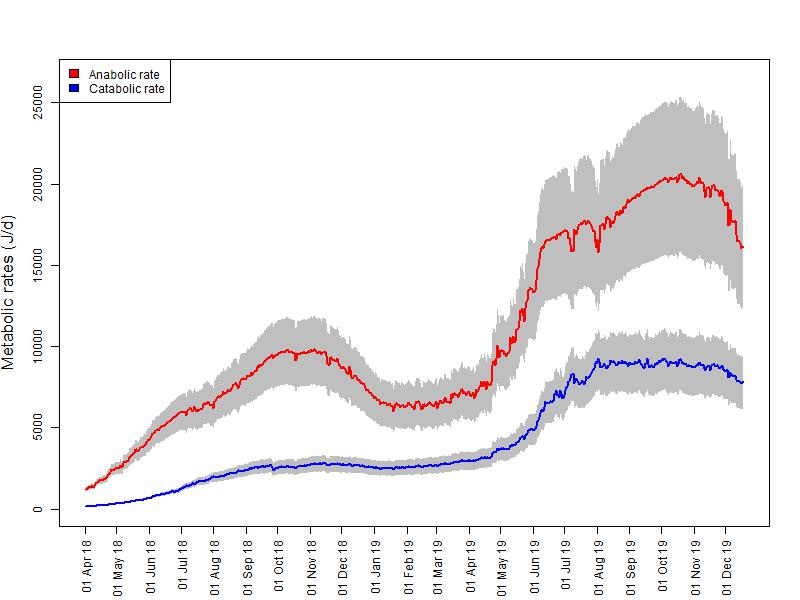 Anabolic rate
Catabolic rate
Metabolic rates (J/d)
25000
20000
15000
10000
5000
0
01 Apr 18
01 May 18
01 Jun 18
01 Jul 18
01 Aug 18
01 Sep 18
01 Oct 18
01 Nov 18
01 Dec 18
01 Jan 19
01 Feb 19
01 Mar 19
01 Apr 19
01 May 19
01 Jun 19
01 Jul 19
01 Aug 19
01 Sep 19
01 Oct 19
01 Nov 19
01 Dec 19